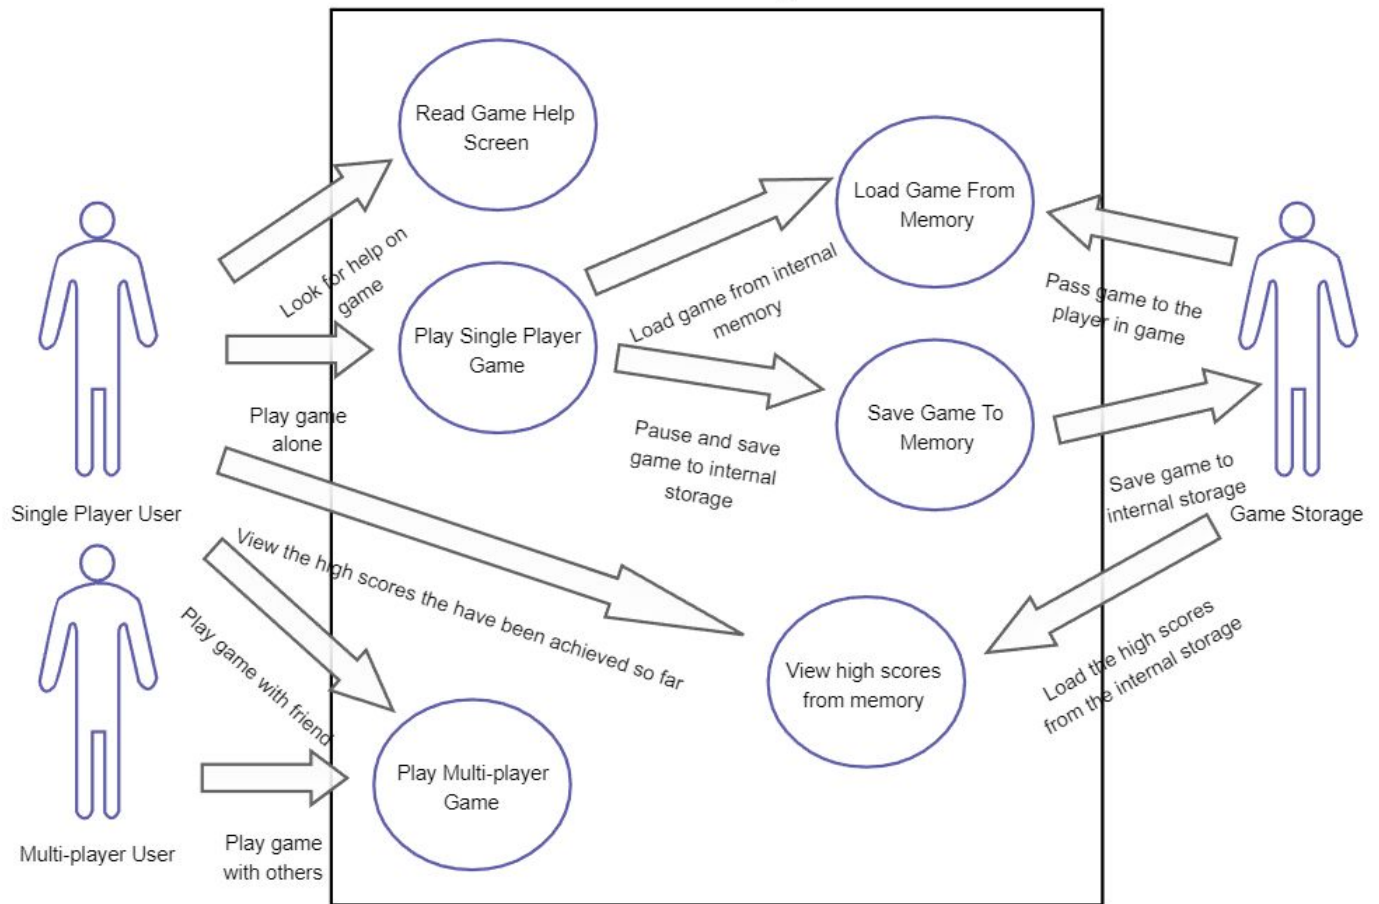 Read Game Help
Screen
Load Game From
Memory
Look for help on
game
Load game from internal
memory
Pass game to the
player in game
Play Single Player
Game
Play game
alone
Pause and save
game to internal
storage
Save Game To
Memory
Save game to
internal storage
Single Player User
Game Storage
View the high scores the have been achieved so far
Play game with friend
View high scores
from memory
Load the high scores
from the internal storage
Play Multi-player
Game
Multi-player User
Play game
with others